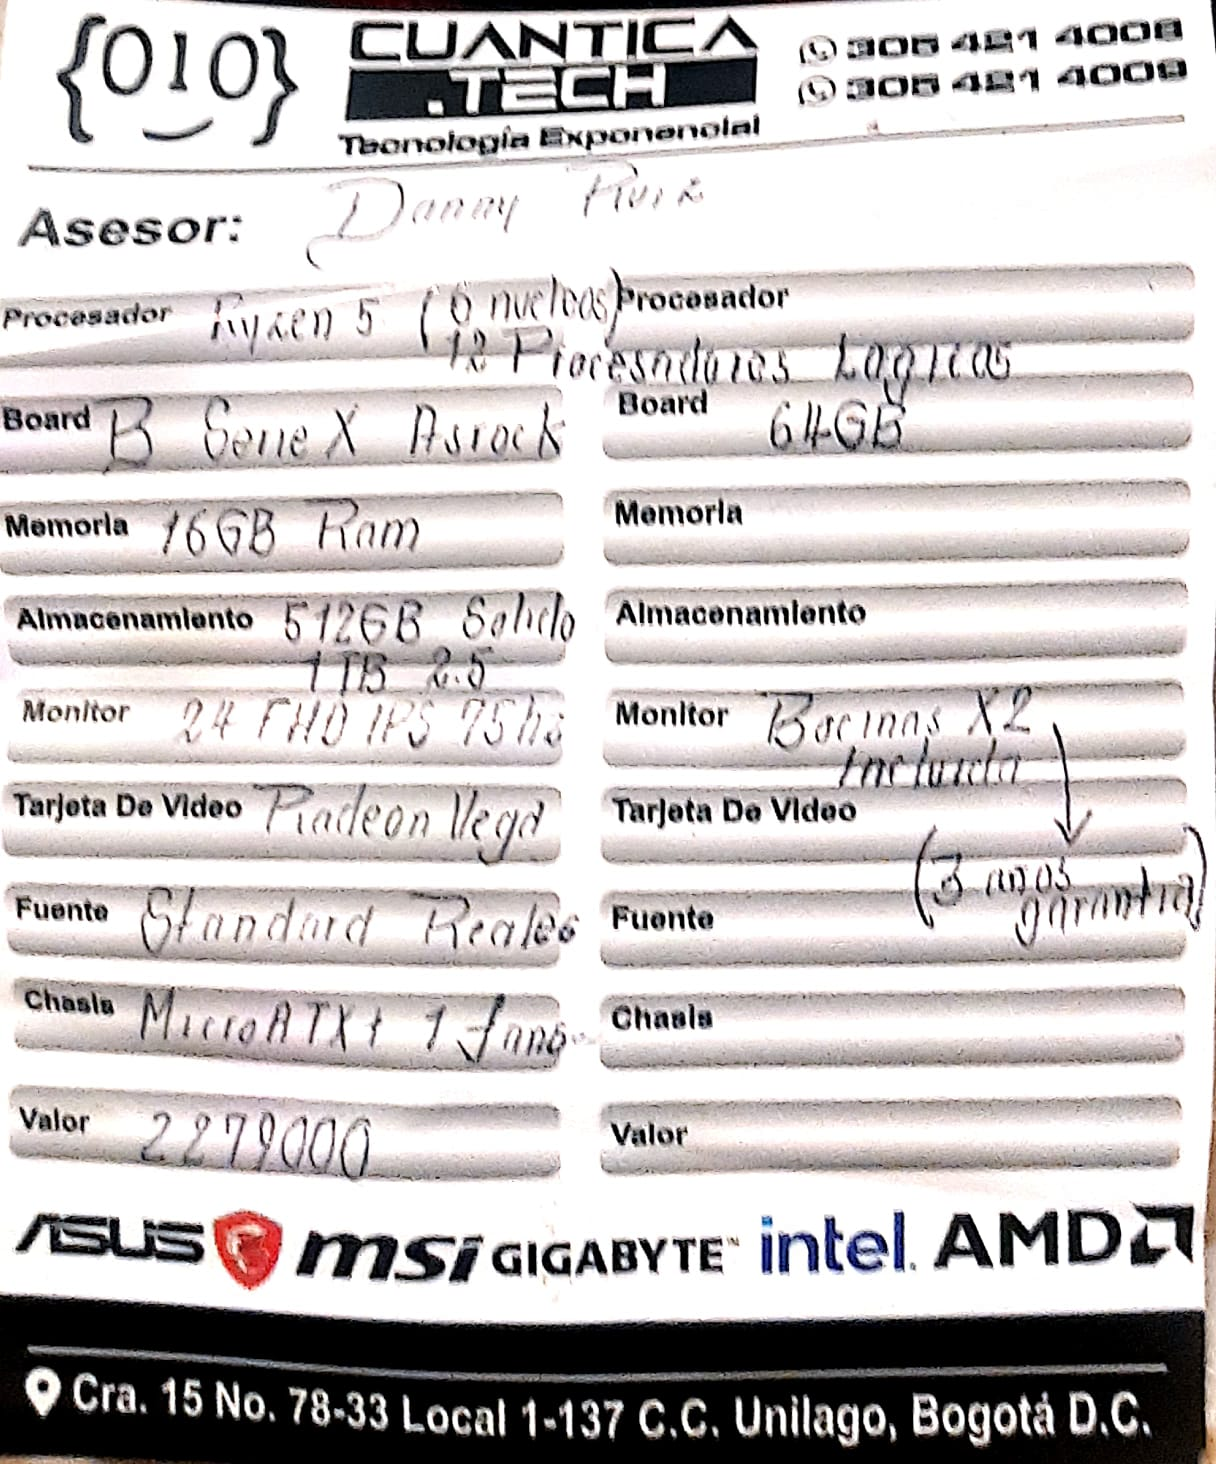 {010}
CUANTICA
.TECH
Tecnología Exponencial
305 421 4008
305 421 4009
Asesor: Danny Ruiz
Procesador Ryzen 5 (6 nucleos) Procesador
12 Procesadores Logicos
Board B Serie X Asrock Board 64GB
Memoria 16GB Ram Memoria
Almacenamiento 512GB Solido Almacenamiento
1TB 2.5
Monitor 24 FHD IPS 75hz Monitor Bocinas X2
Incluida
Tarjeta De Video Radeon Vega Tarjeta De Video
(3 años
garantia)
Fuente Standard Reales Fuente
Chasis MicroATX + 1 fano Chasis
Valor 2279000 Valor
ASUS msi GIGABYTE™ intel. AMD
Cra. 15 No. 78-33 Local 1-137 C.C. Unilago, Bogotá D.C.